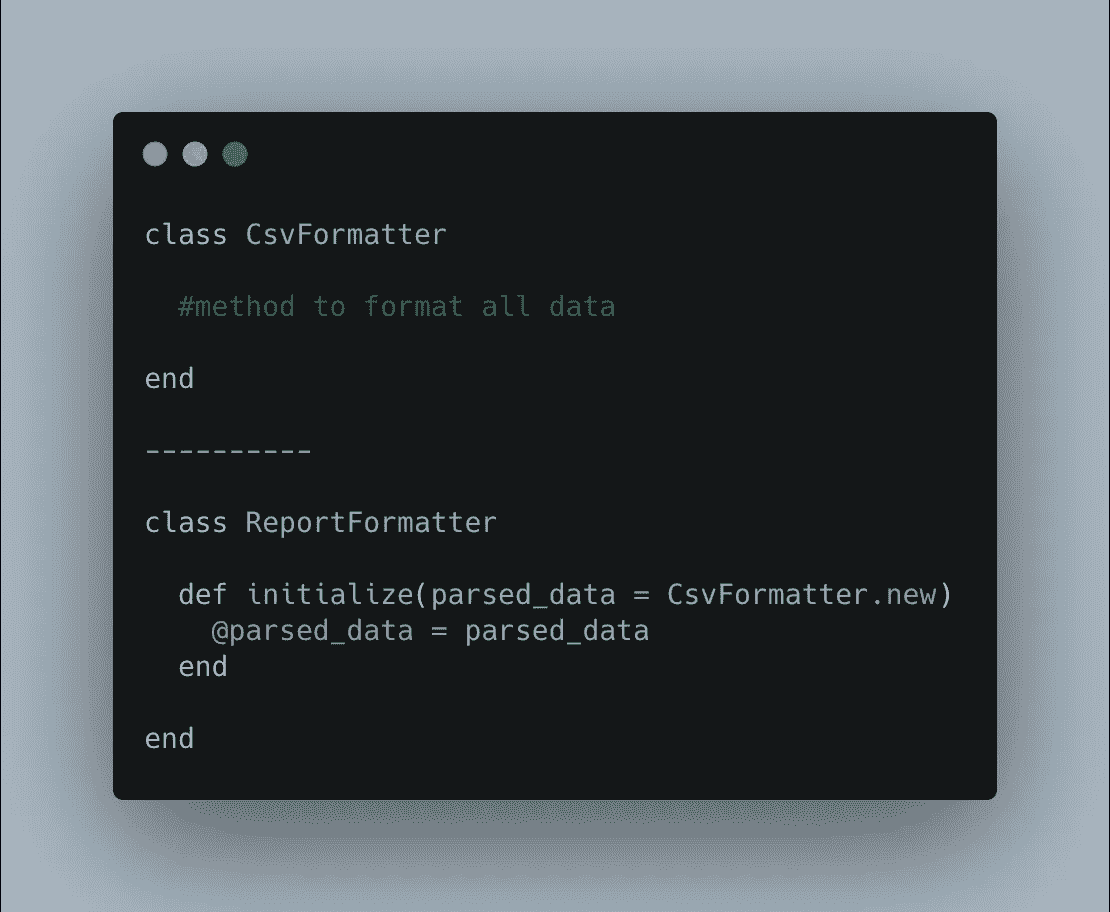 class CsvFormatter
#method to format all data
end
----------
class ReportFormatter
def initialize(parsed_data = CsvFormatter.new)
@parsed_data = parsed_data
end
end